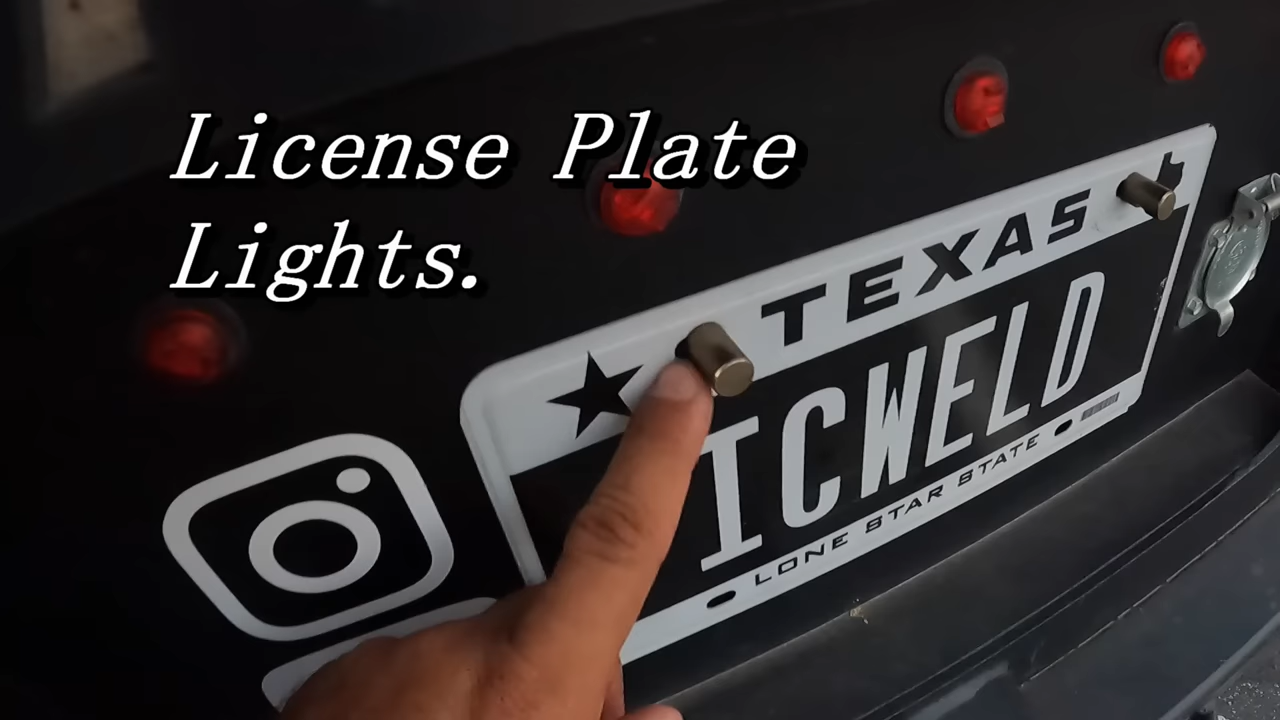 License Plate
Lights.
TEXAS
ICWELD
LONE STAR STATE